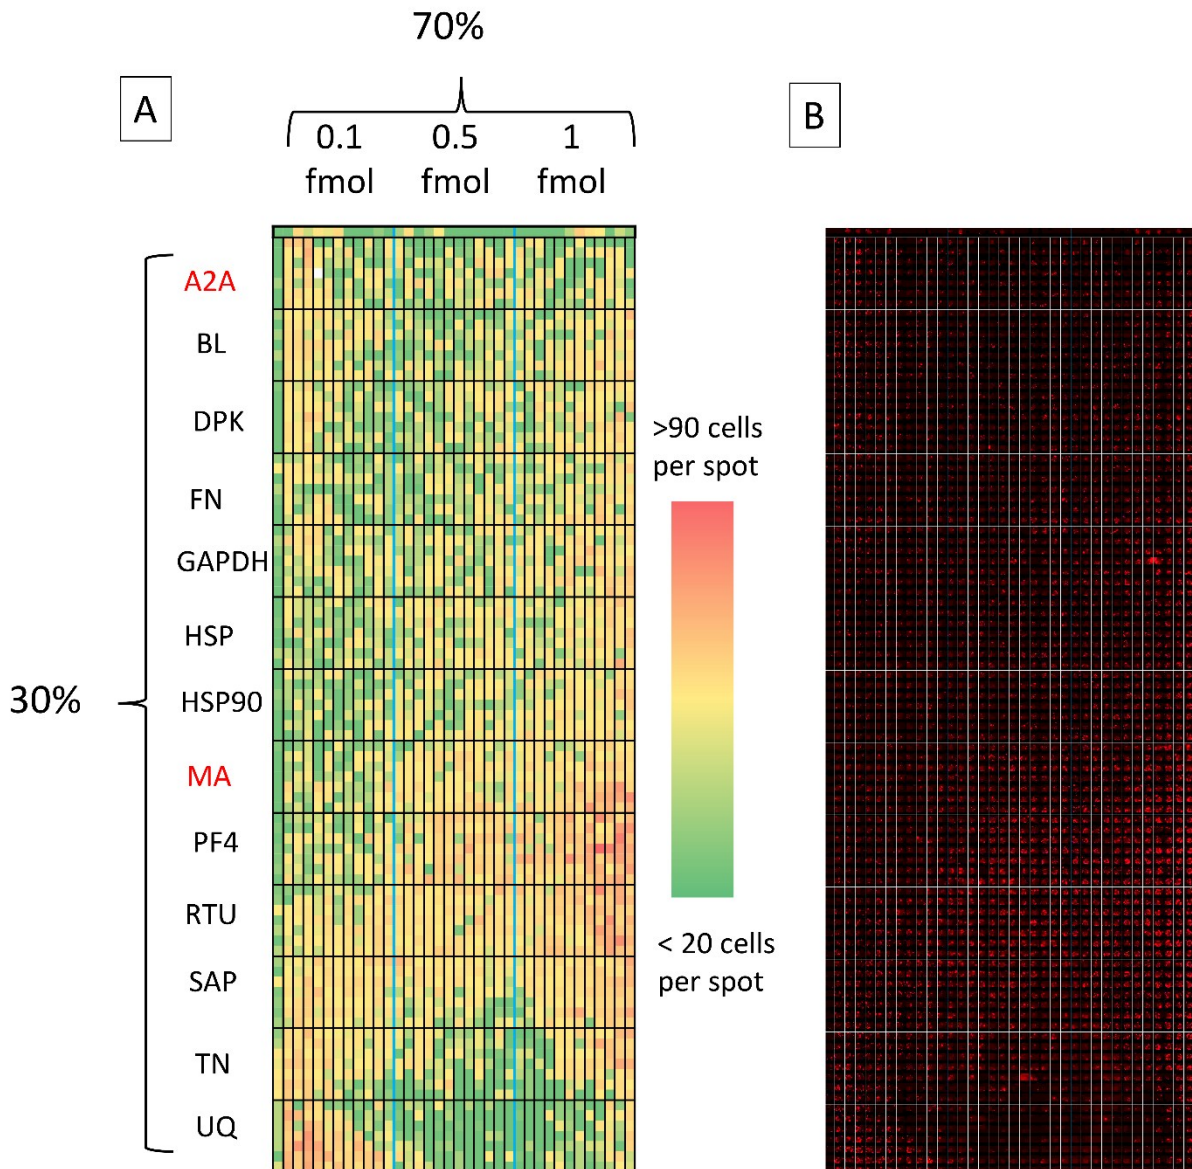 70%
A
B
0.1 0.5 1
fmol fmol fmol
A2A
BL
DPK
FN
GAPDH
HSP
HSP90
MA
PF4
RTU
SAP
TN
UQ
30%
>90 cells
per spot
< 20 cells
per spot